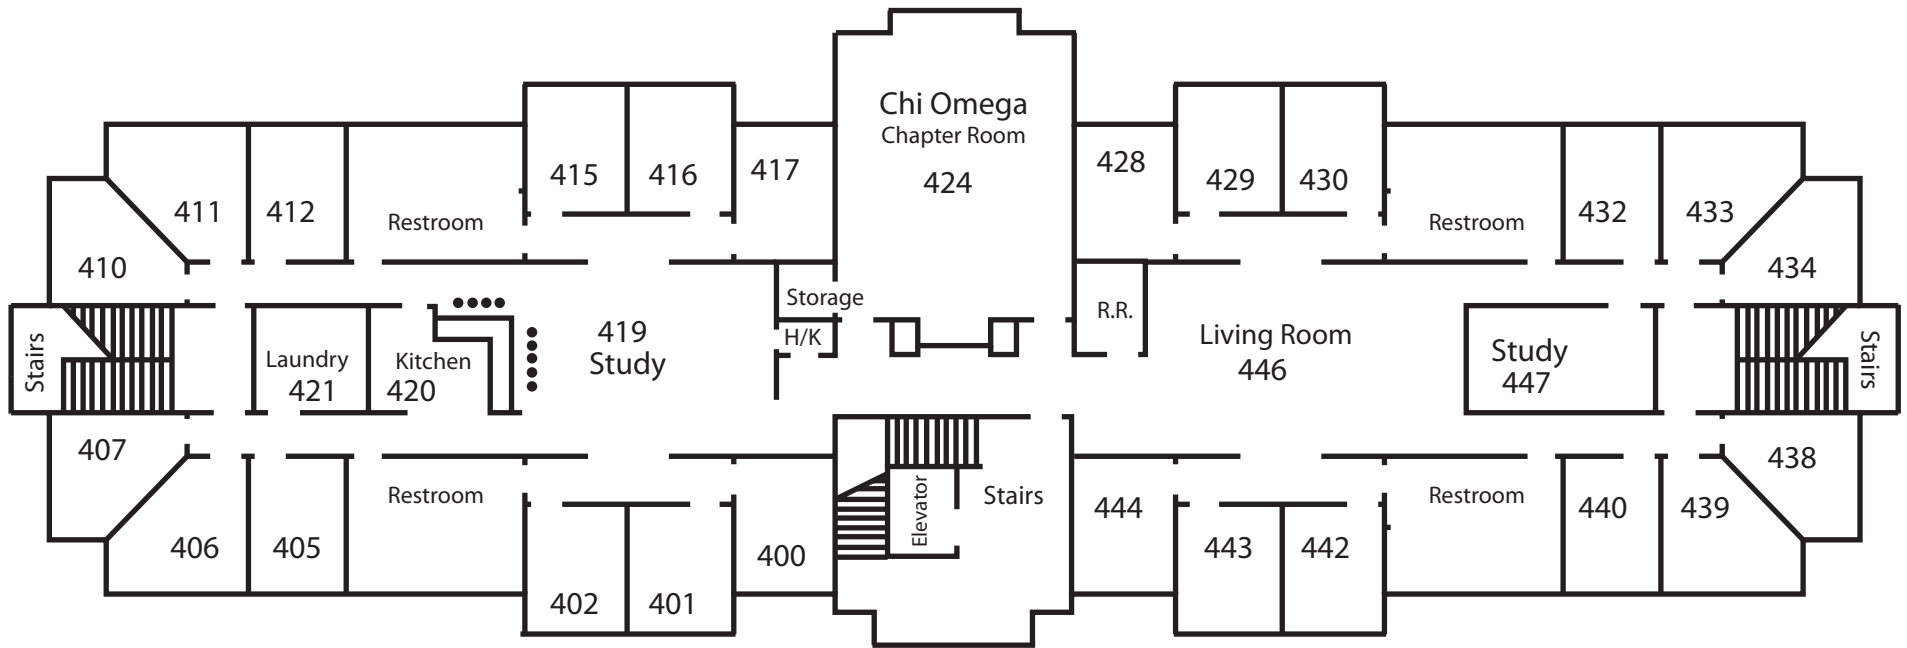 Chi Omega
Chapter Room
424
415
416
417
428
429
430
411
412
Restroom
Restroom
432
433
410
434
Storage
H/K
R.R.
419
Study
Living Room
446
Study
447
Stairs
Laundry
421
Kitchen
420
Stairs
407
438
Restroom
Stairs
Elevator
Restroom
406
405
402
401
400
444
443
442
440
439